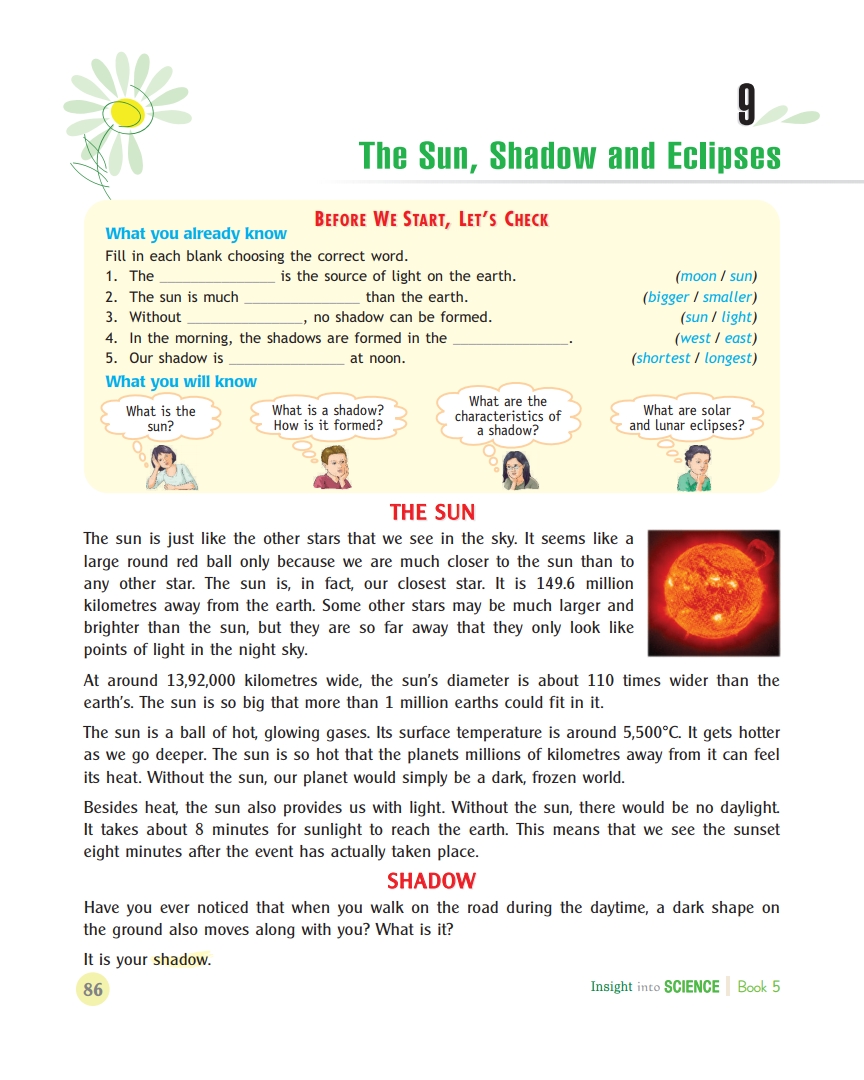 9
The Sun, Shadow and Eclipses
BEFORE WE START, LET'S CHECK
What you already know
Fill in each blank choosing the correct word.
1. The ______________ is the source of light on the earth. (moon / sun)
2. The sun is much ______________ than the earth. (bigger / smaller)
3. Without ______________, no shadow can be formed. (sun / light)
4. In the morning, the shadows are formed in the ______________. (west / east)
5. Our shadow is ______________ at noon. (shortest / longest)
What you will know
What is the
sun?
What is a shadow?
How is it formed?
What are the
characteristics of
a shadow?
What are solar
and lunar eclipses?
THE SUN
The sun is just like the other stars that we see in the sky. It seems like a
large round red ball only because we are much closer to the sun than to
any other star. The sun is, in fact, our closest star. It is 149.6 million
kilometres away from the earth. Some other stars may be much larger and
brighter than the sun, but they are so far away that they only look like
points of light in the night sky.
At around 13,92,000 kilometres wide, the sun's diameter is about 110 times wider than the
earth's. The sun is so big that more than 1 million earths could fit in it.
The sun is a ball of hot, glowing gases. Its surface temperature is around 5,500°C. It gets hotter
as we go deeper. The sun is so hot that the planets millions of kilometres away from it can feel
its heat. Without the sun, our planet would simply be a dark, frozen world.
Besides heat, the sun also provides us with light. Without the sun, there would be no daylight.
It takes about 8 minutes for sunlight to reach the earth. This means that we see the sunset
eight minutes after the event has actually taken place.
SHADOW
Have you ever noticed that when you walk on the road during the daytime, a dark shape on
the ground also moves along with you? What is it?
It is your shadow.
86
Insight into SCIENCE | Book 5